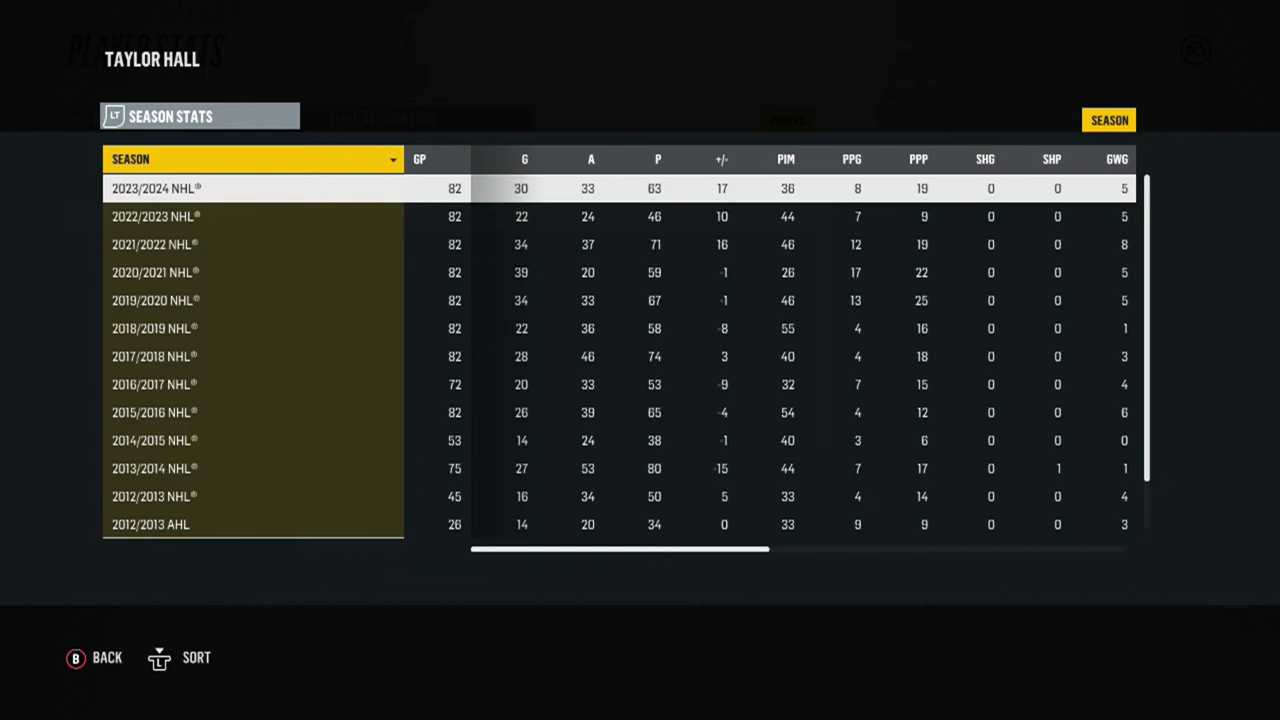 PLAYER STATS
TAYLOR HALL
LT SEASON STATS
SEASON
SEASON GP G A P +/- PIM PPG PPP SHG SHP GWG
2023/2024 NHL® 82 30 33 63 17 36 8 19 0 0 5
2022/2023 NHL® 82 22 24 46 10 44 7 9 0 0 5
2021/2022 NHL® 82 34 37 71 16 46 12 19 0 0 8
2020/2021 NHL® 82 39 20 59 -1 26 17 22 0 0 5
2019/2020 NHL® 82 34 33 67 -1 46 13 25 0 0 5
2018/2019 NHL® 82 22 36 58 -8 55 4 16 0 0 1
2017/2018 NHL® 82 28 46 74 3 40 4 18 0 0 3
2016/2017 NHL® 72 20 33 53 -9 32 7 15 0 0 4
2015/2016 NHL® 82 26 39 65 -4 54 4 12 0 0 6
2014/2015 NHL® 53 14 24 38 -1 40 3 6 0 0 0
2013/2014 NHL® 75 27 53 80 -15 44 7 17 0 1 1
2012/2013 NHL® 45 16 34 50 5 33 4 14 0 0 4
2012/2013 AHL 26 14 20 34 0 33 9 9 0 0 3
B BACK L SORT